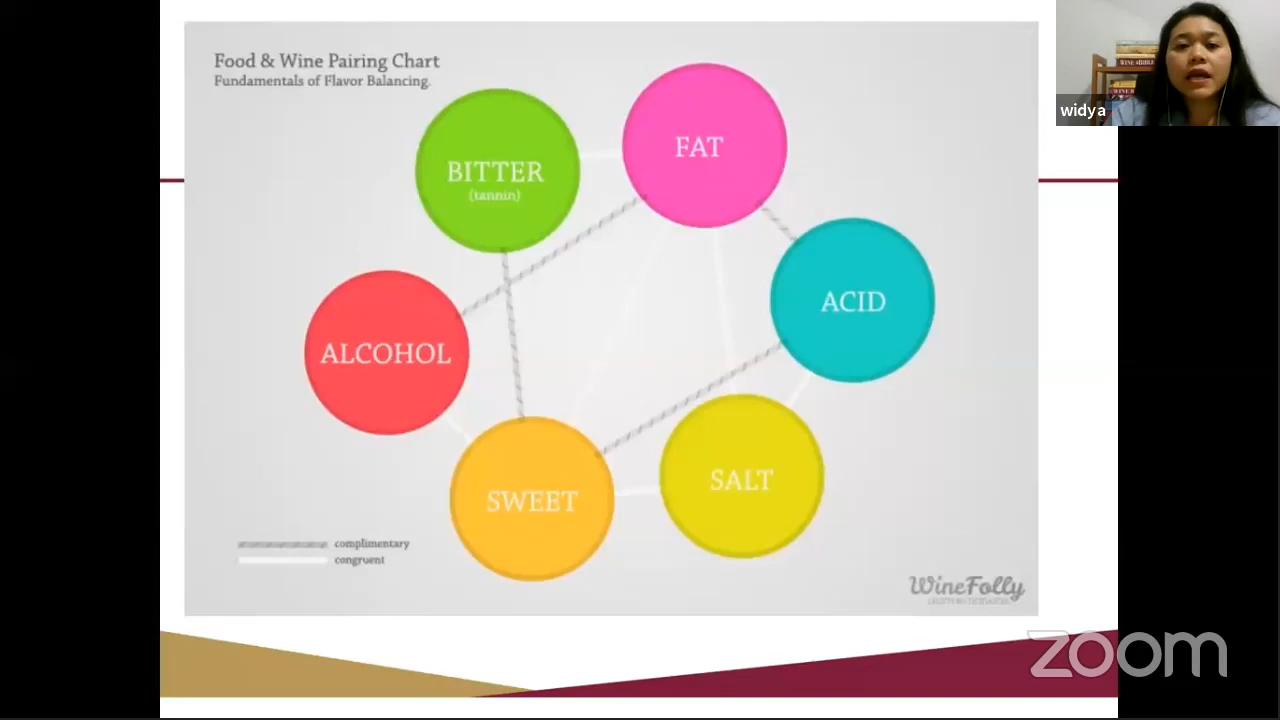 Food & Wine Pairing Chart
Fundamentals of Flavor Balancing.
BITTER
(tannin)
FAT
ACID
ALCOHOL
SWEET
SALT
complimentary
congruent
WineFolly
widya
WINE
zoom